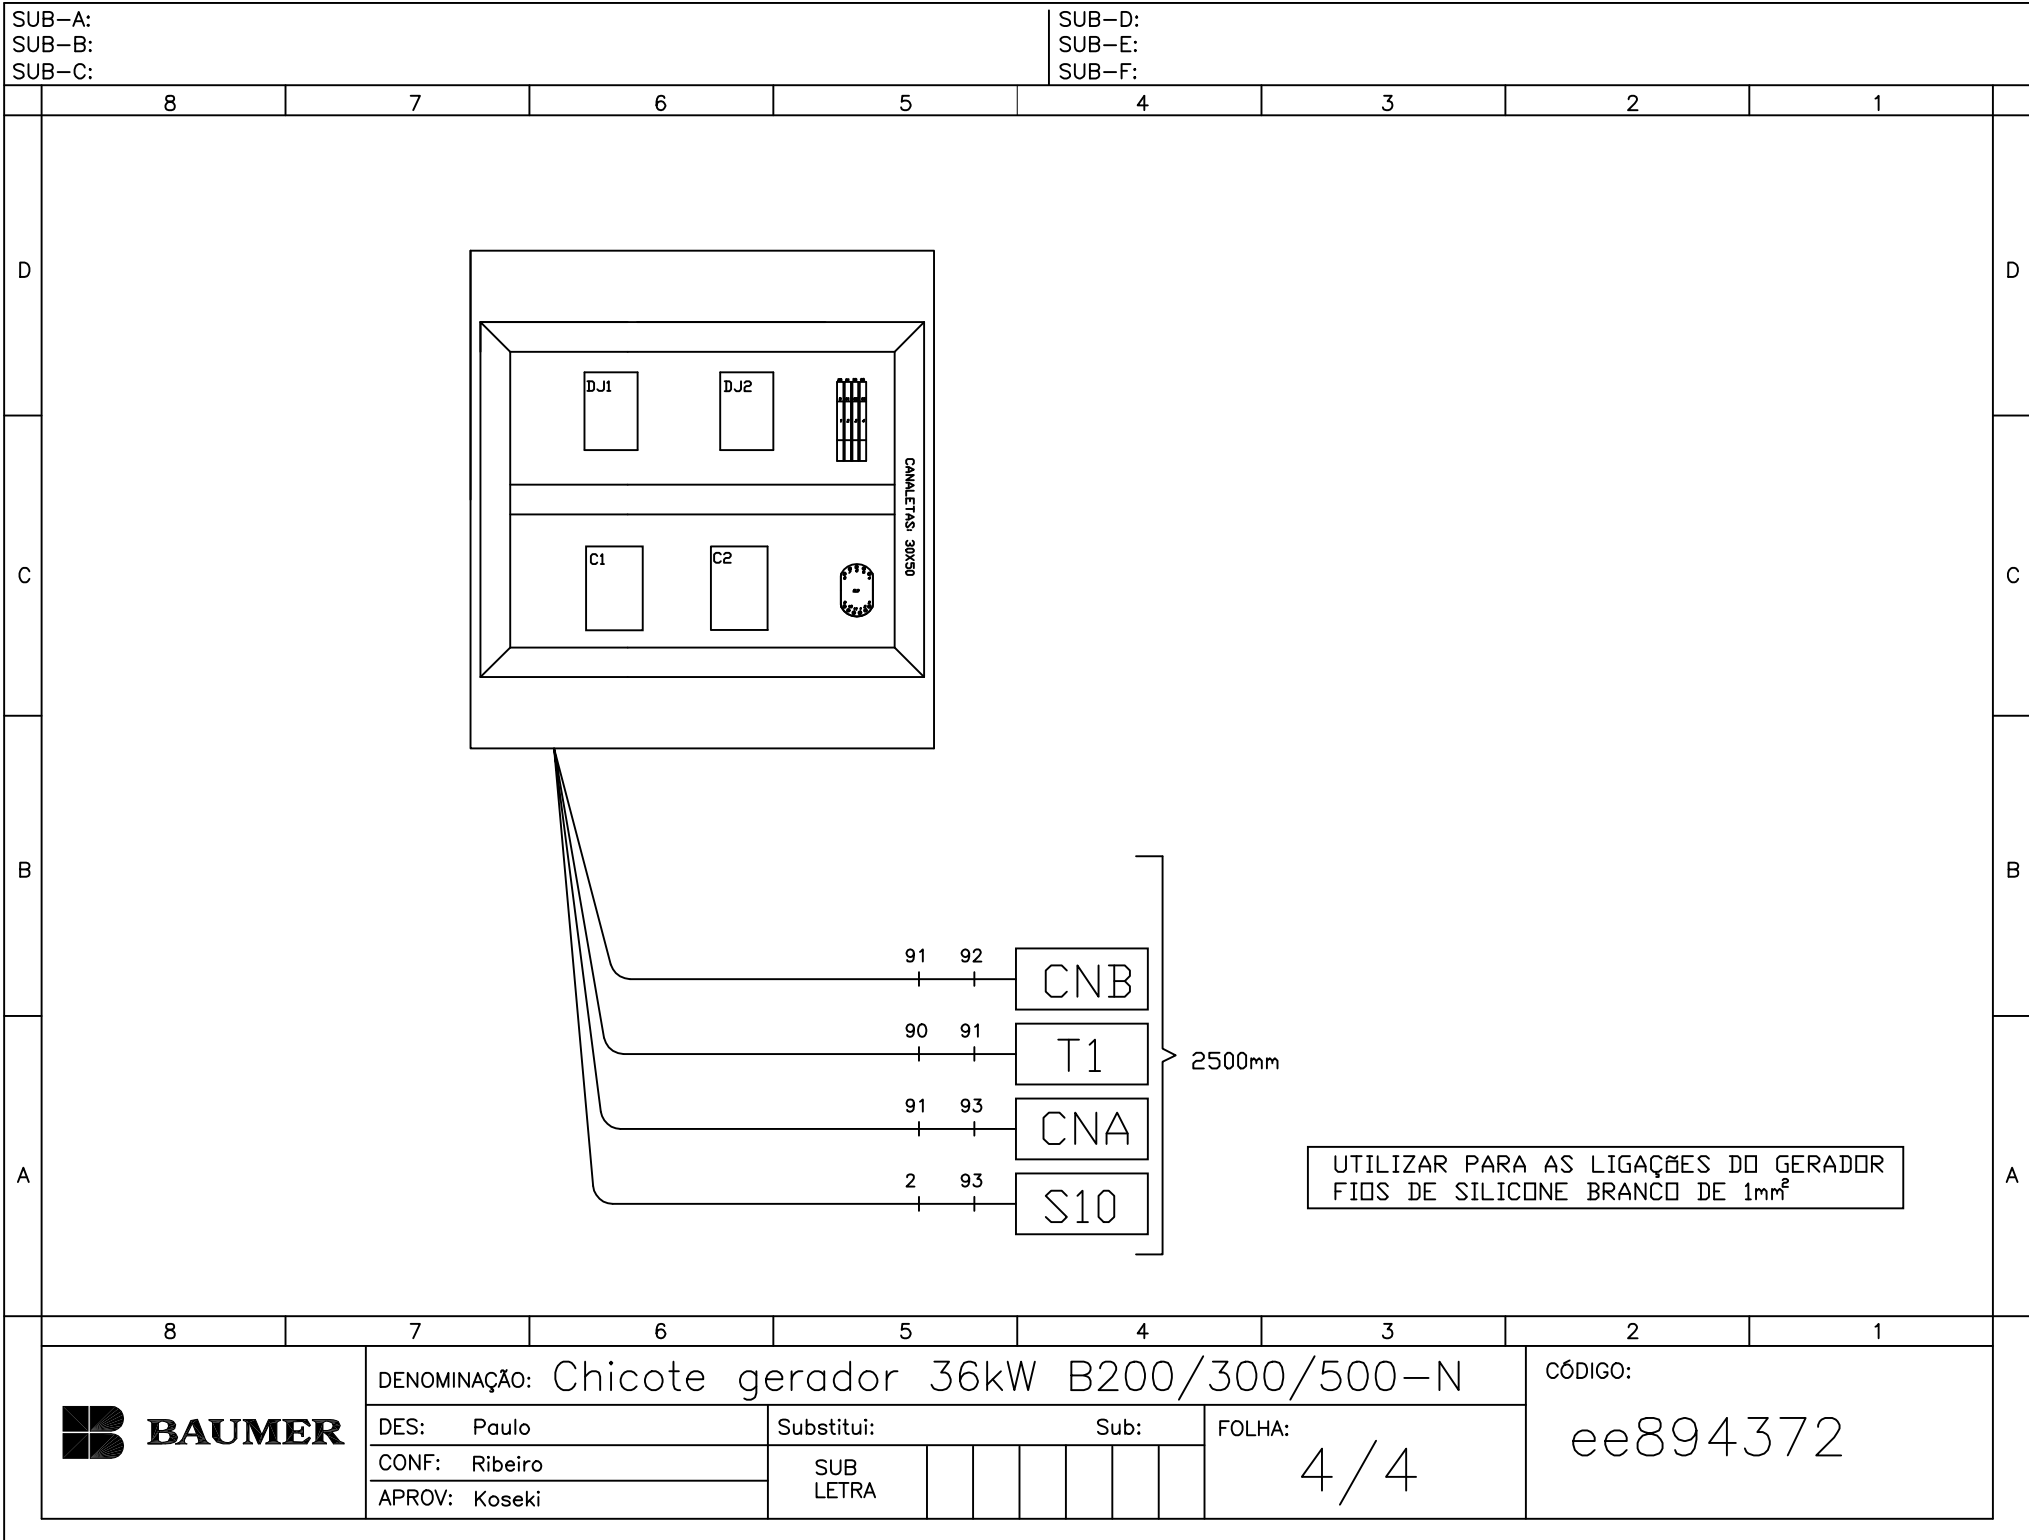 SUB-A:
SUB-B:
SUB-C:
SUB-D:
SUB-E:
SUB-F:
8 7 6 5 4 3 2 1
D D
DJ1 DJ2
CANALETAS: 30X50
C1 C2
C C
B B
91 92 CNB
90 91 T1
2500mm
91 93 CNA
2 93 S10
A A
UTILIZAR PARA AS LIGAÇÕES DO GERADOR
FIOS DE SILICONE BRANCO DE 1mm²
8 7 6 5 4 3 2 1
BAUMER
DENOMINAÇÃO: Chicote gerador 36kW B200/300/500-N
DES: Paulo
CONF: Ribeiro
APROV: Koseki
Substitui: Sub:
SUB
LETRA
FOLHA:
4/4
CÓDIGO:
ee894372